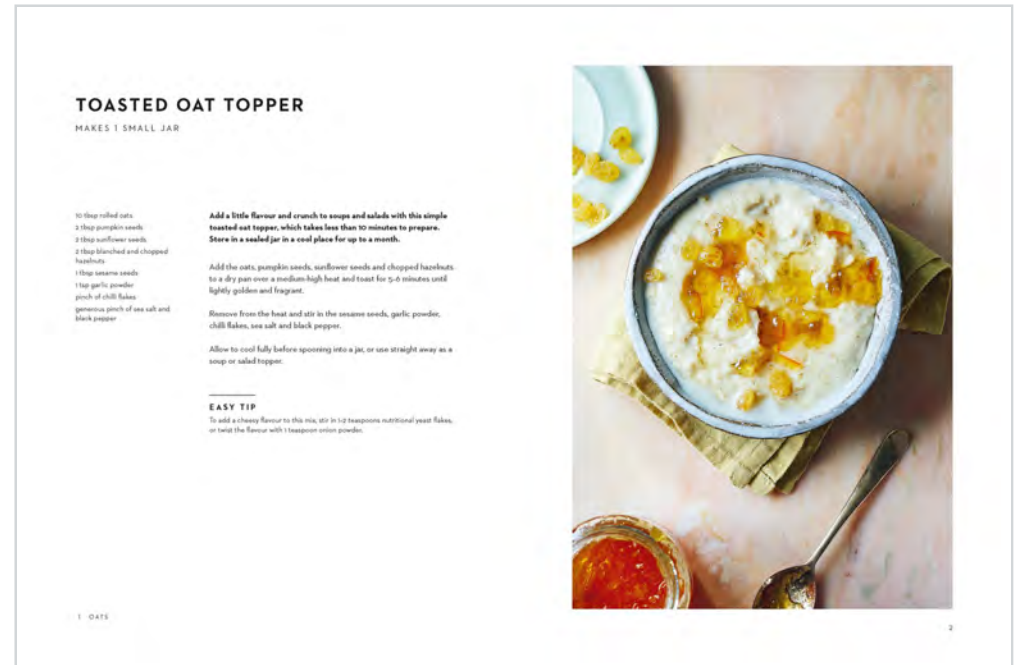 TOASTED OAT TOPPER
MAKES 1 SMALL JAR
10 tbsp rolled oats
2 tbsp pumpkin seeds
2 tbsp sunflower seeds
2 tbsp blanched and chopped
hazelnuts
1 tbsp sesame seeds
1 tsp garlic powder
pinch of chilli flakes
generous pinch of sea salt and
black pepper
Add a little flavour and crunch to soups and salads with this simple
toasted oat topper, which takes less than 10 minutes to prepare.
Store in a sealed jar in a cool place for up to a month.
Add the oats, pumpkin seeds, sunflower seeds and chopped hazelnuts
to a dry pan over a medium-high heat and toast for 5-6 minutes until
lightly golden and fragrant.
Remove from the heat and stir in the sesame seeds, garlic powder,
chilli flakes, sea salt and black pepper.
Allow to cool fully before spooning into a jar, or use straight away as a
soup or salad topper.
EASY TIP
To add a cheesy flavour to this mix, stir in 1-2 teaspoons nutritional yeast flakes,
or twist the flavour with 1 teaspoon onion powder.
1 OATS
2